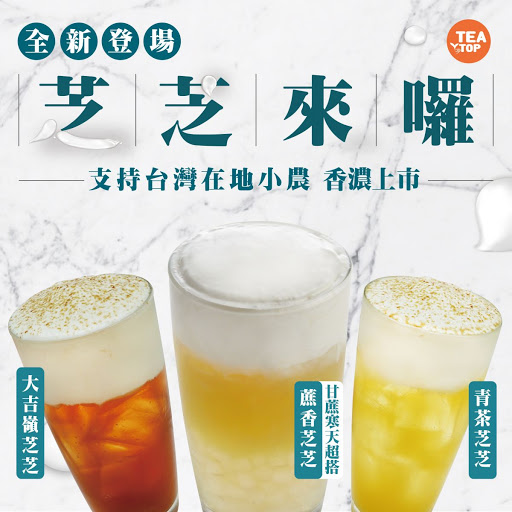 全新登場
TEA TOP
芝芝來囉
支持台灣在地小農 香濃上市
大吉嶺芝芝
蔗香芝芝
甘蔗寒天超搭
青茶芝芝